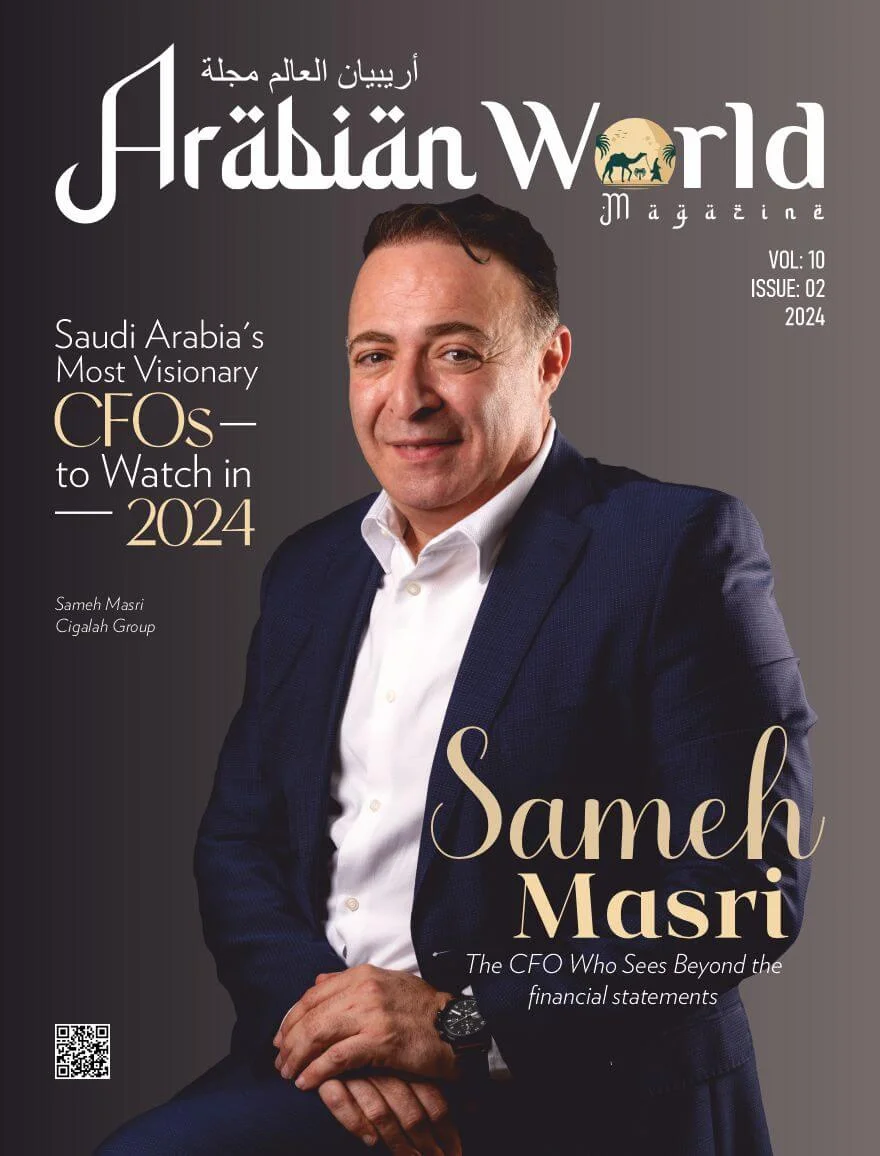 أريبيان العالم مجلة
Arabian World
Magazine
VOL: 10
ISSUE: 02
2024
Saudi Arabia's
Most Visionary
CFOs
to Watch in
2024
Sameh Masri
Cigalah Group
Sameh
Masri
The CFO Who Sees Beyond the
financial statements